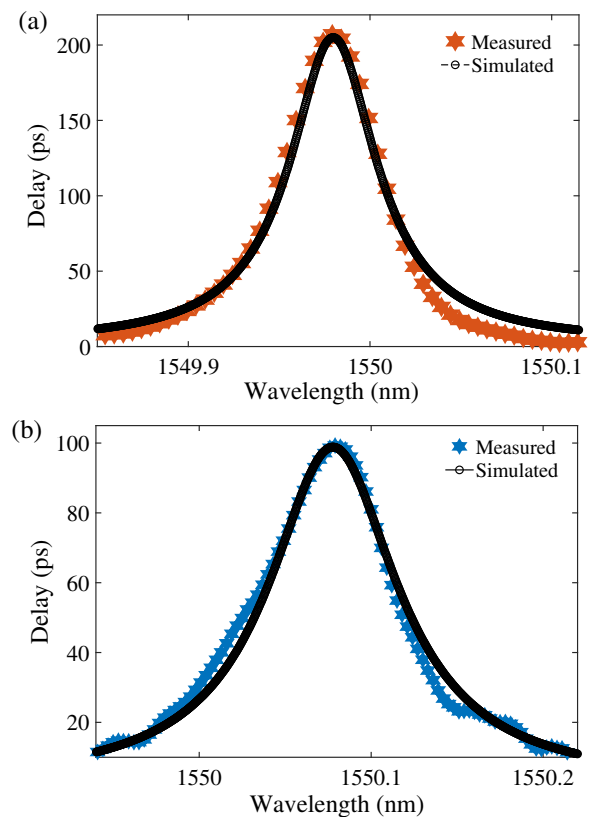 (a)
200
150
100
50
0
Delay (ps)
Measured
Simulated
1549.9
1550
1550.1
Wavelength (nm)
(b)
100
80
60
40
20
Delay (ps)
Measured
Simulated
1550
1550.1
1550.2
Wavelength (nm)